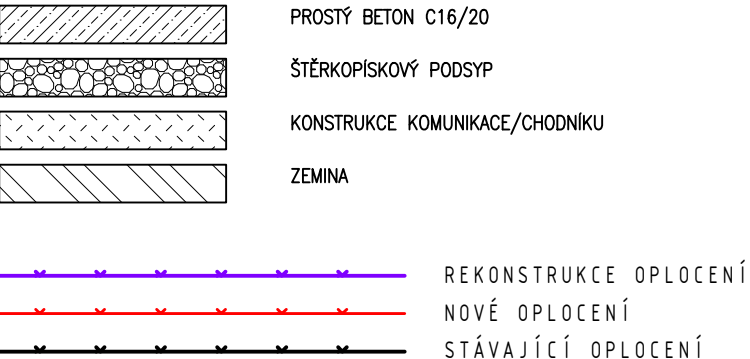 PROSTÝ BETON C16/20
ŠTĚRKOPÍSKOVÝ PODSYP
KONSTRUKCE KOMUNIKACE/CHODNÍKU
ZEMINA
REKONSTRUKCE OPLOCENÍ
NOVÉ OPLOCENÍ
STÁVAJÍCÍ OPLOCENÍ